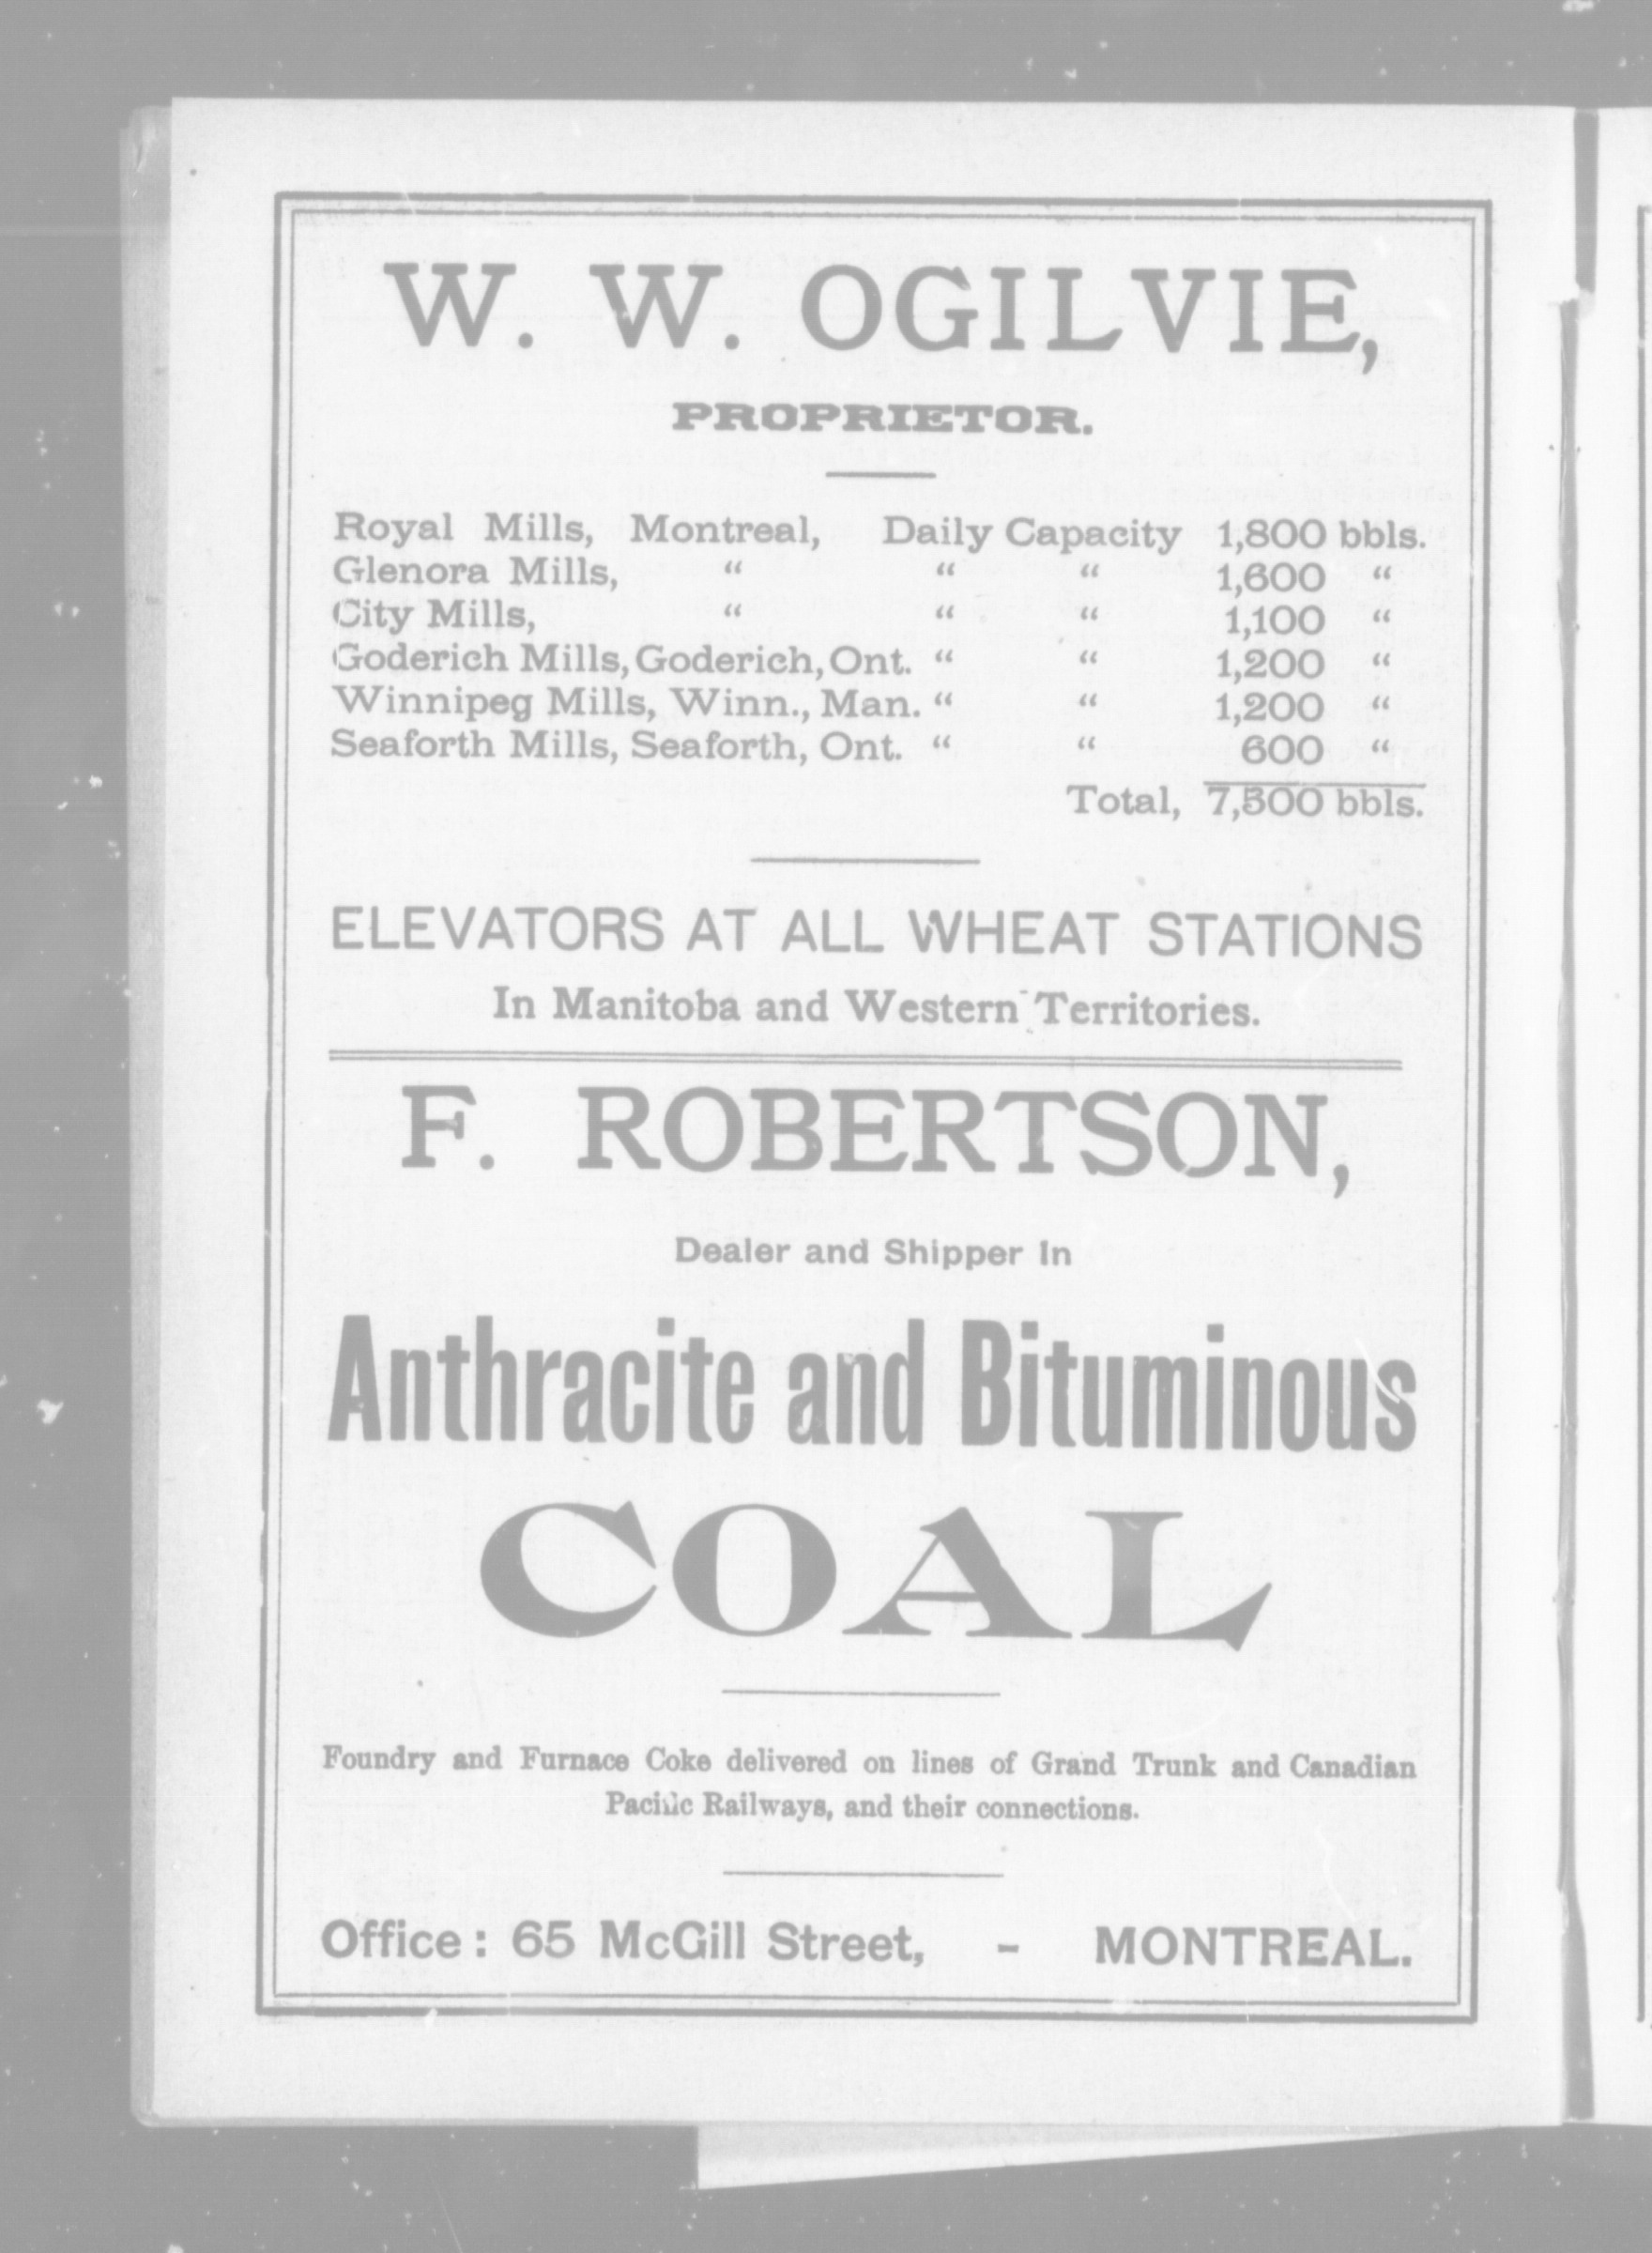 W. W. OGILVIE,
PROPRIETOR.
Royal Mills, Montreal, Daily Capacity 1,800 bbls.
Glenora Mills, “ “ “ 1,600 “
City Mills, “ “ “ 1,100 “
Goderich Mills, Goderich, Ont. “ “ 1,200 “
Winnipeg Mills, Winn., Man. “ “ 1,200 “
Seaforth Mills, Seaforth, Ont. “ “ 600 “
Total, 7,500 bbls.
ELEVATORS AT ALL WHEAT STATIONS
In Manitoba and Western Territories.
F. ROBERTSON,
Dealer and Shipper In
Anthracite and Bituminous
COAL
Foundry and Furnace Coke delivered on lines of Grand Trunk and Canadian
Pacific Railways, and their connections.
Office : 65 McGill Street, - MONTREAL.